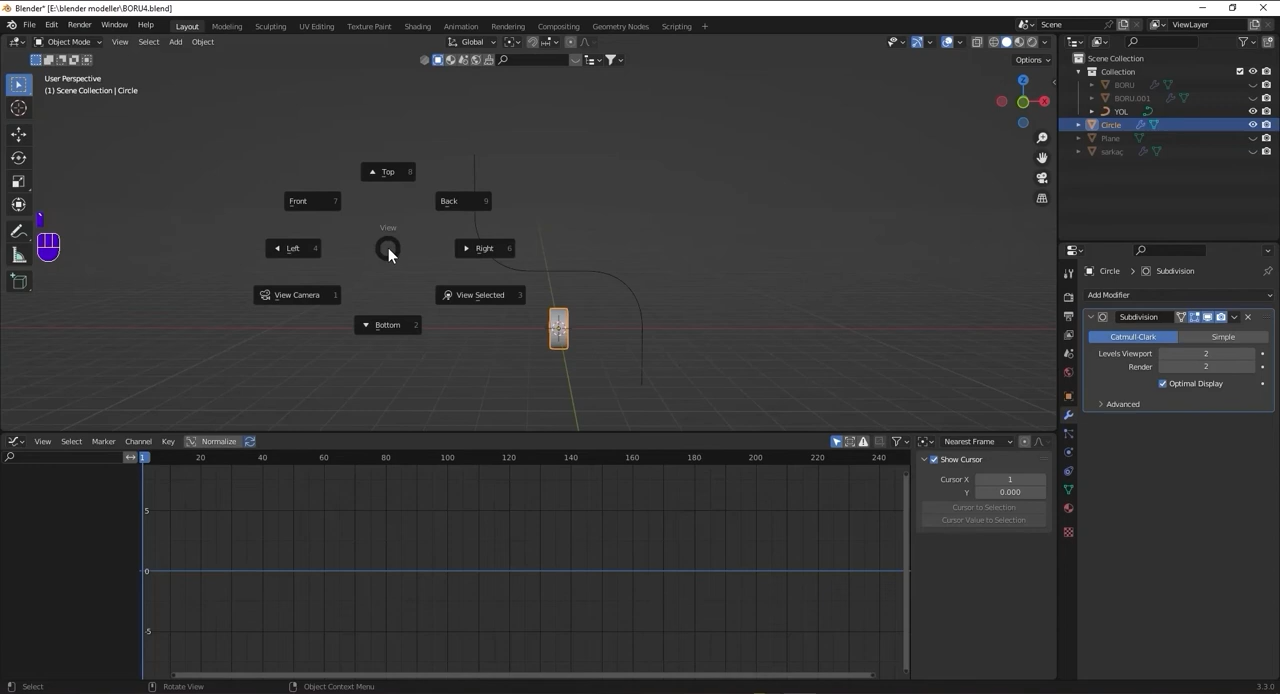 Blender* [E:\blender modeller\BORU4.blend]
File Edit Render Window Help Layout Modeling Sculpting UV Editing Texture Paint Shading Animation Rendering Compositing Geometry Nodes Scripting + Scene ViewLayer
Object Mode View Select Add Object Global
Options
User Perspective
(1) Scene Collection | Circle
Z
X
Top 8
Front 7
Back 9
View
Left 4
Right 6
View Camera 1
View Selected 3
Bottom 2
Scene Collection
Collection
BORU
BORU.001
YOL
Circle
Plane
sarkaç
Circle > Subdivision
Add Modifier
Subdivision
Catmull-Clark Simple
Levels Viewport 2
Render 2
Optimal Display
Advanced
View Select Marker Channel Key Normalize Nearest Frame
1 20 40 60 80 100 120 140 160 180 200 220 240
5
0
-5
Show Cursor
Cursor X 1
Y 0.000
Cursor to Selection
Cursor Value to Selection
Select Rotate View Object Context Menu 3.3.0